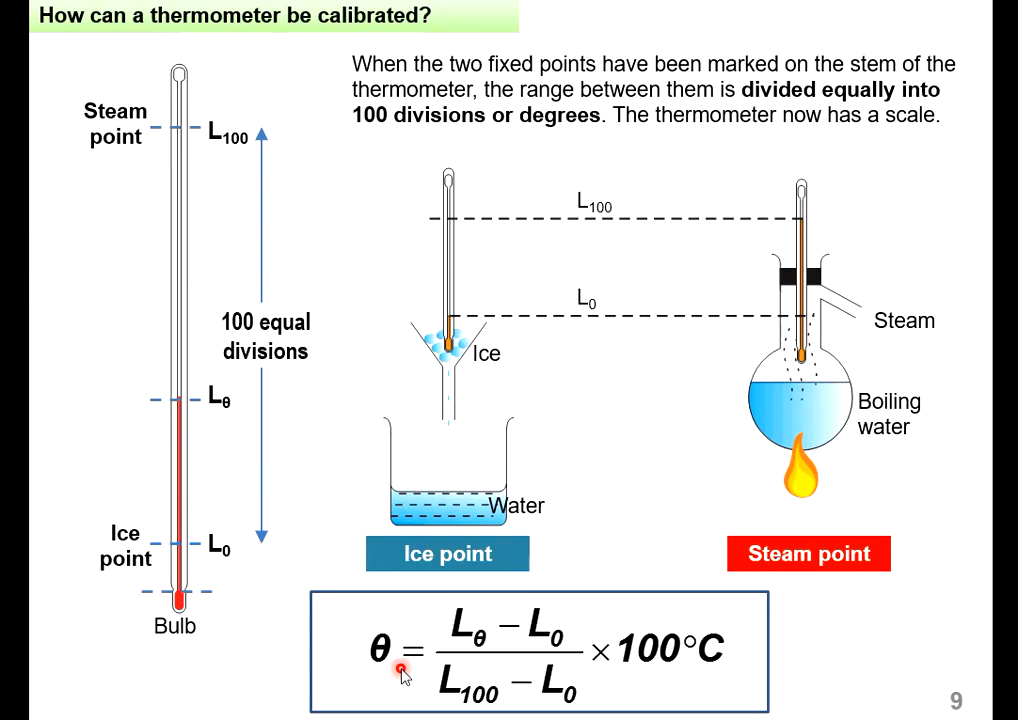 How can a thermometer be calibrated?
When the two fixed points have been marked on the stem of the
thermometer, the range between them is divided equally into
100 divisions or degrees. The thermometer now has a scale.
Steam
point
L100
100 equal
divisions
Lθ
Ice
point
L0
Bulb
L100
L0
Ice
Water
Ice point
Steam
Boiling
water
Steam point
θ = (Lθ − L0) / (L100 − L0) × 100°C
9